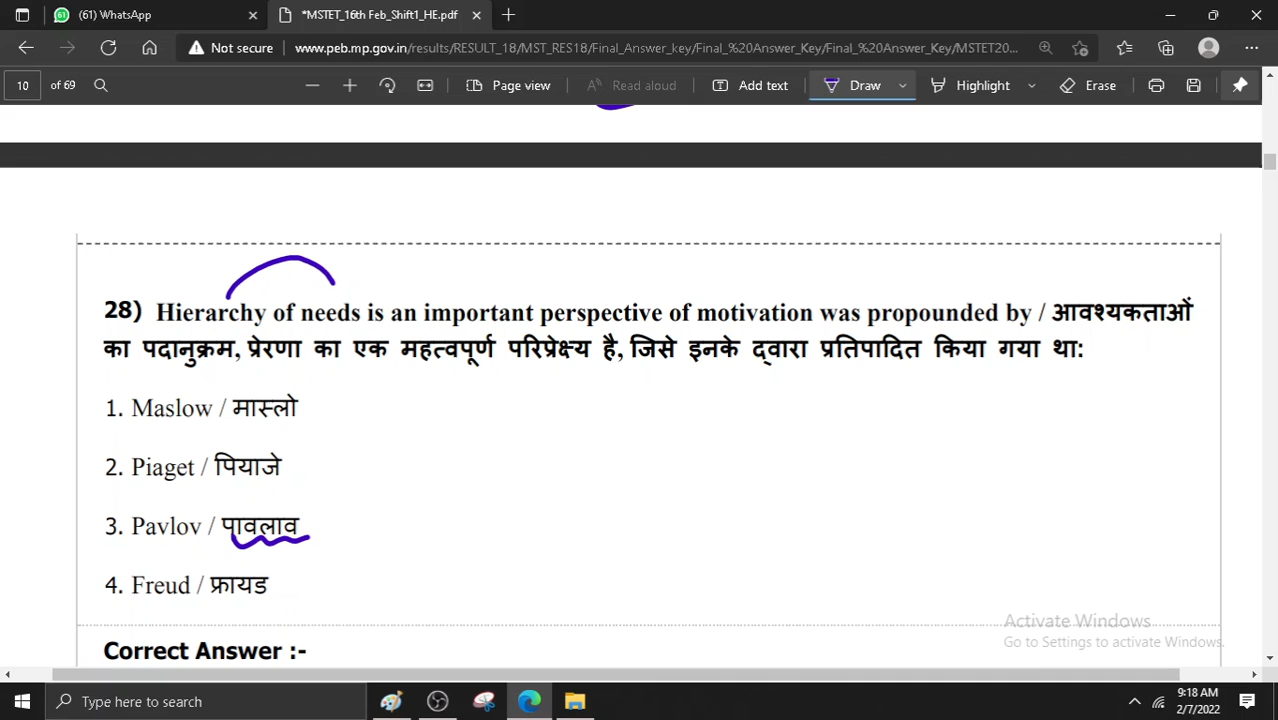 (61) WhatsApp
*MSTET_16th Feb_Shift1_HE.pdf
Not secure
www.peb.mp.gov.in/results/RESULT_18/MST_RES18/Final_Answer_key/Final_%20Answer_Key/Final_%20Answer_Key/MSTET20...
10 of 69
Page view
Read aloud
Add text
Draw
Highlight
Erase
28) Hierarchy of needs is an important perspective of motivation was propounded by / आवश्यकताओं
का पदानुक्रम, प्रेरणा का एक महत्वपूर्ण परिप्रेक्ष्य है, जिसे इनके द्वारा प्रतिपादित किया गया था:
1. Maslow / मास्लो
2. Piaget / पियाजे
3. Pavlov / पावलाव
4. Freud / फ्रायड
Activate Windows
Go to Settings to activate Windows.
Correct Answer :-
Type here to search
9:18 AM
2/7/2022